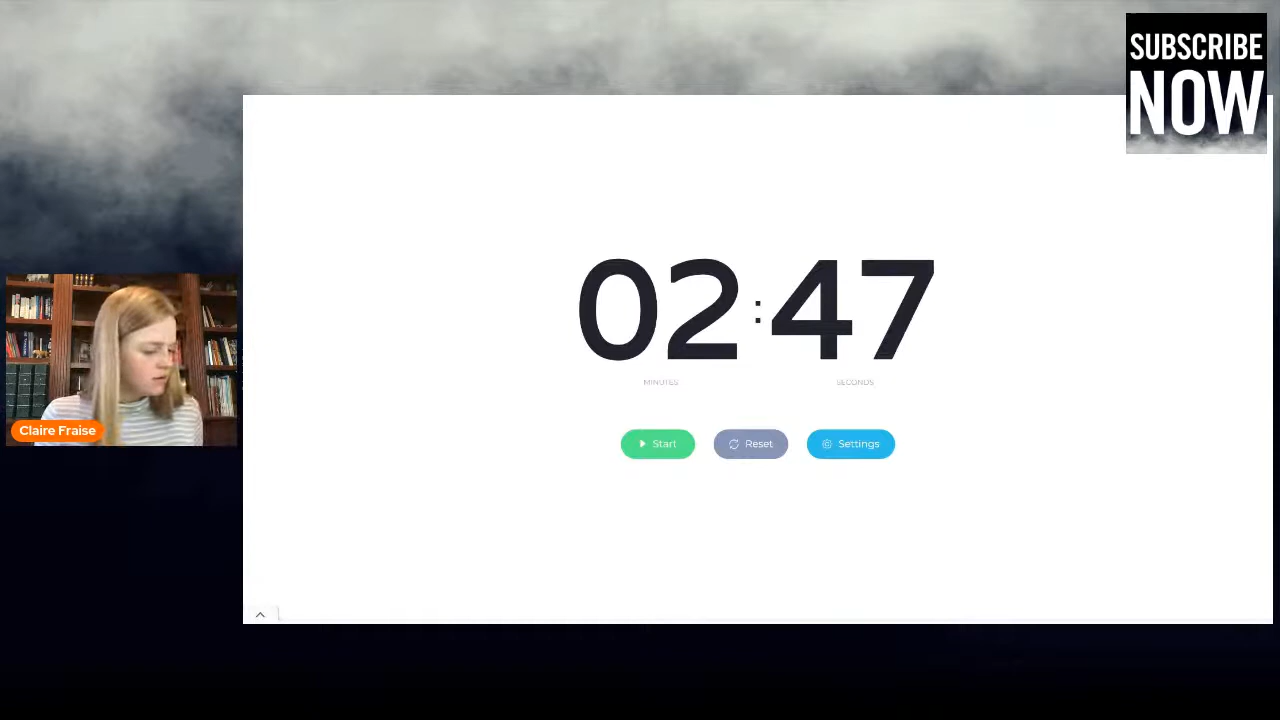 SUBSCRIBE
NOW
02:47
MINUTES SECONDS
Start Reset Settings
Claire Fraise